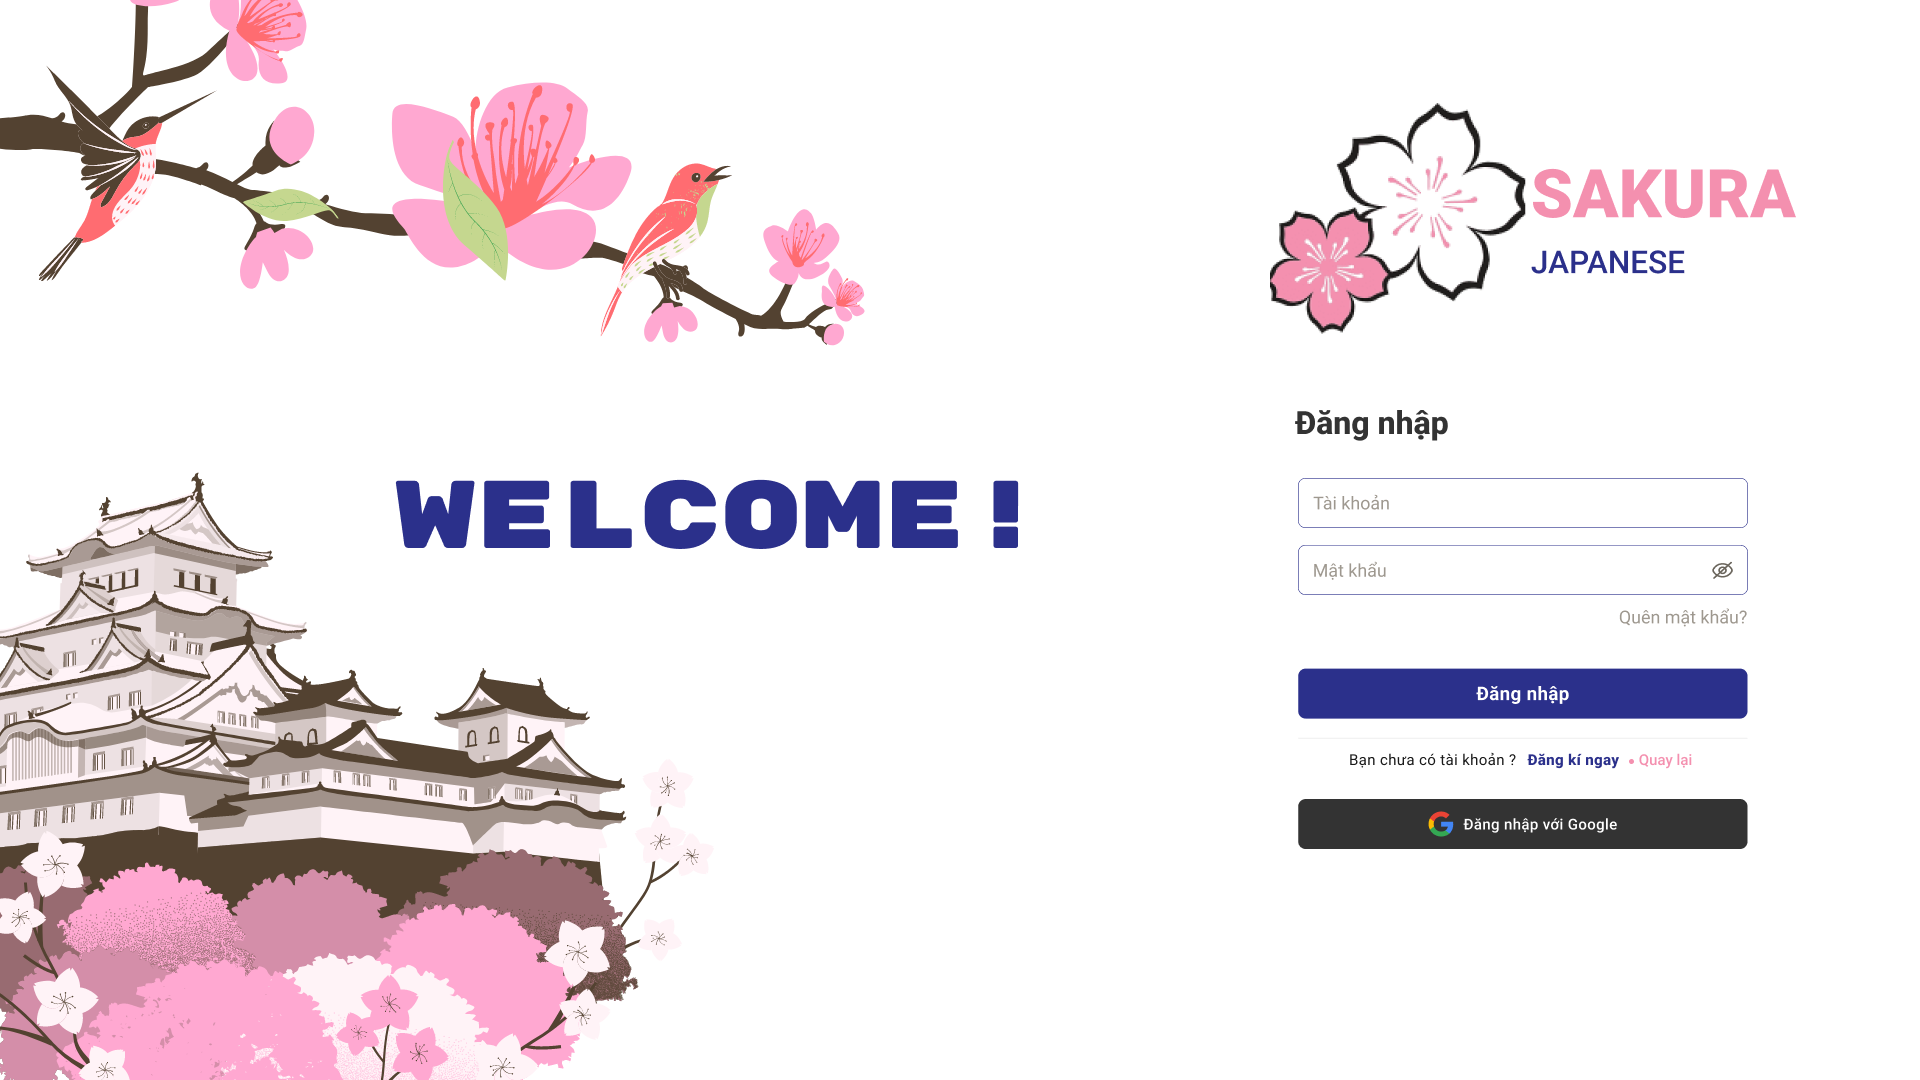 SAKURA
JAPANESE
WELCOME!
Đăng nhập
Tài khoản
Mật khẩu
Quên mật khẩu?
Đăng nhập
Bạn chưa có tài khoản ? Đăng kí ngay • Quay lại
Đăng nhập với Google